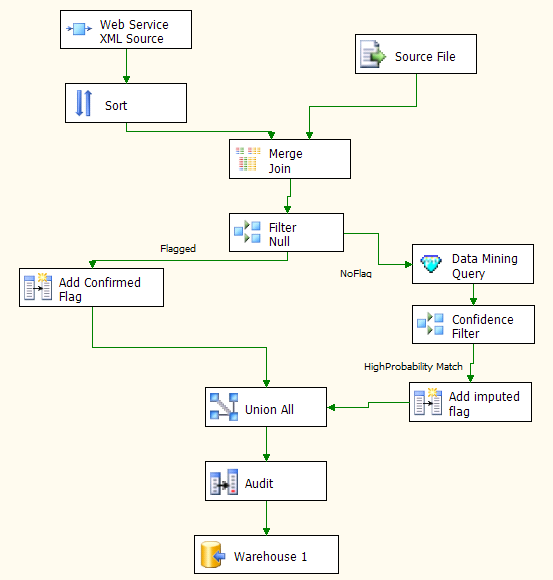 Web Service
XML Source
Source File
Sort
Merge
Join
Filter
Null
Flagged
NoFlag
Data Mining
Query
Add Confirmed
Flag
Confidence
Filter
HighProbability Match
Add imputed
flag
Union All
Audit
Warehouse 1